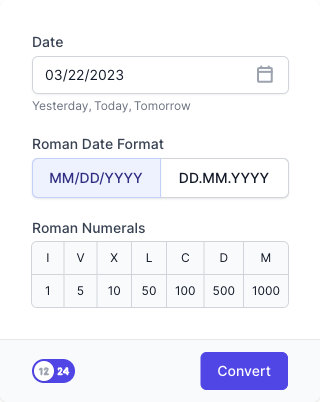 Date
03/22/2023
Yesterday, Today, Tomorrow
Roman Date Format
MM/DD/YYYY DD.MM.YYYY
Roman Numerals
I V X L C D M
1 5 10 50 100 500 1000
12 24 Convert